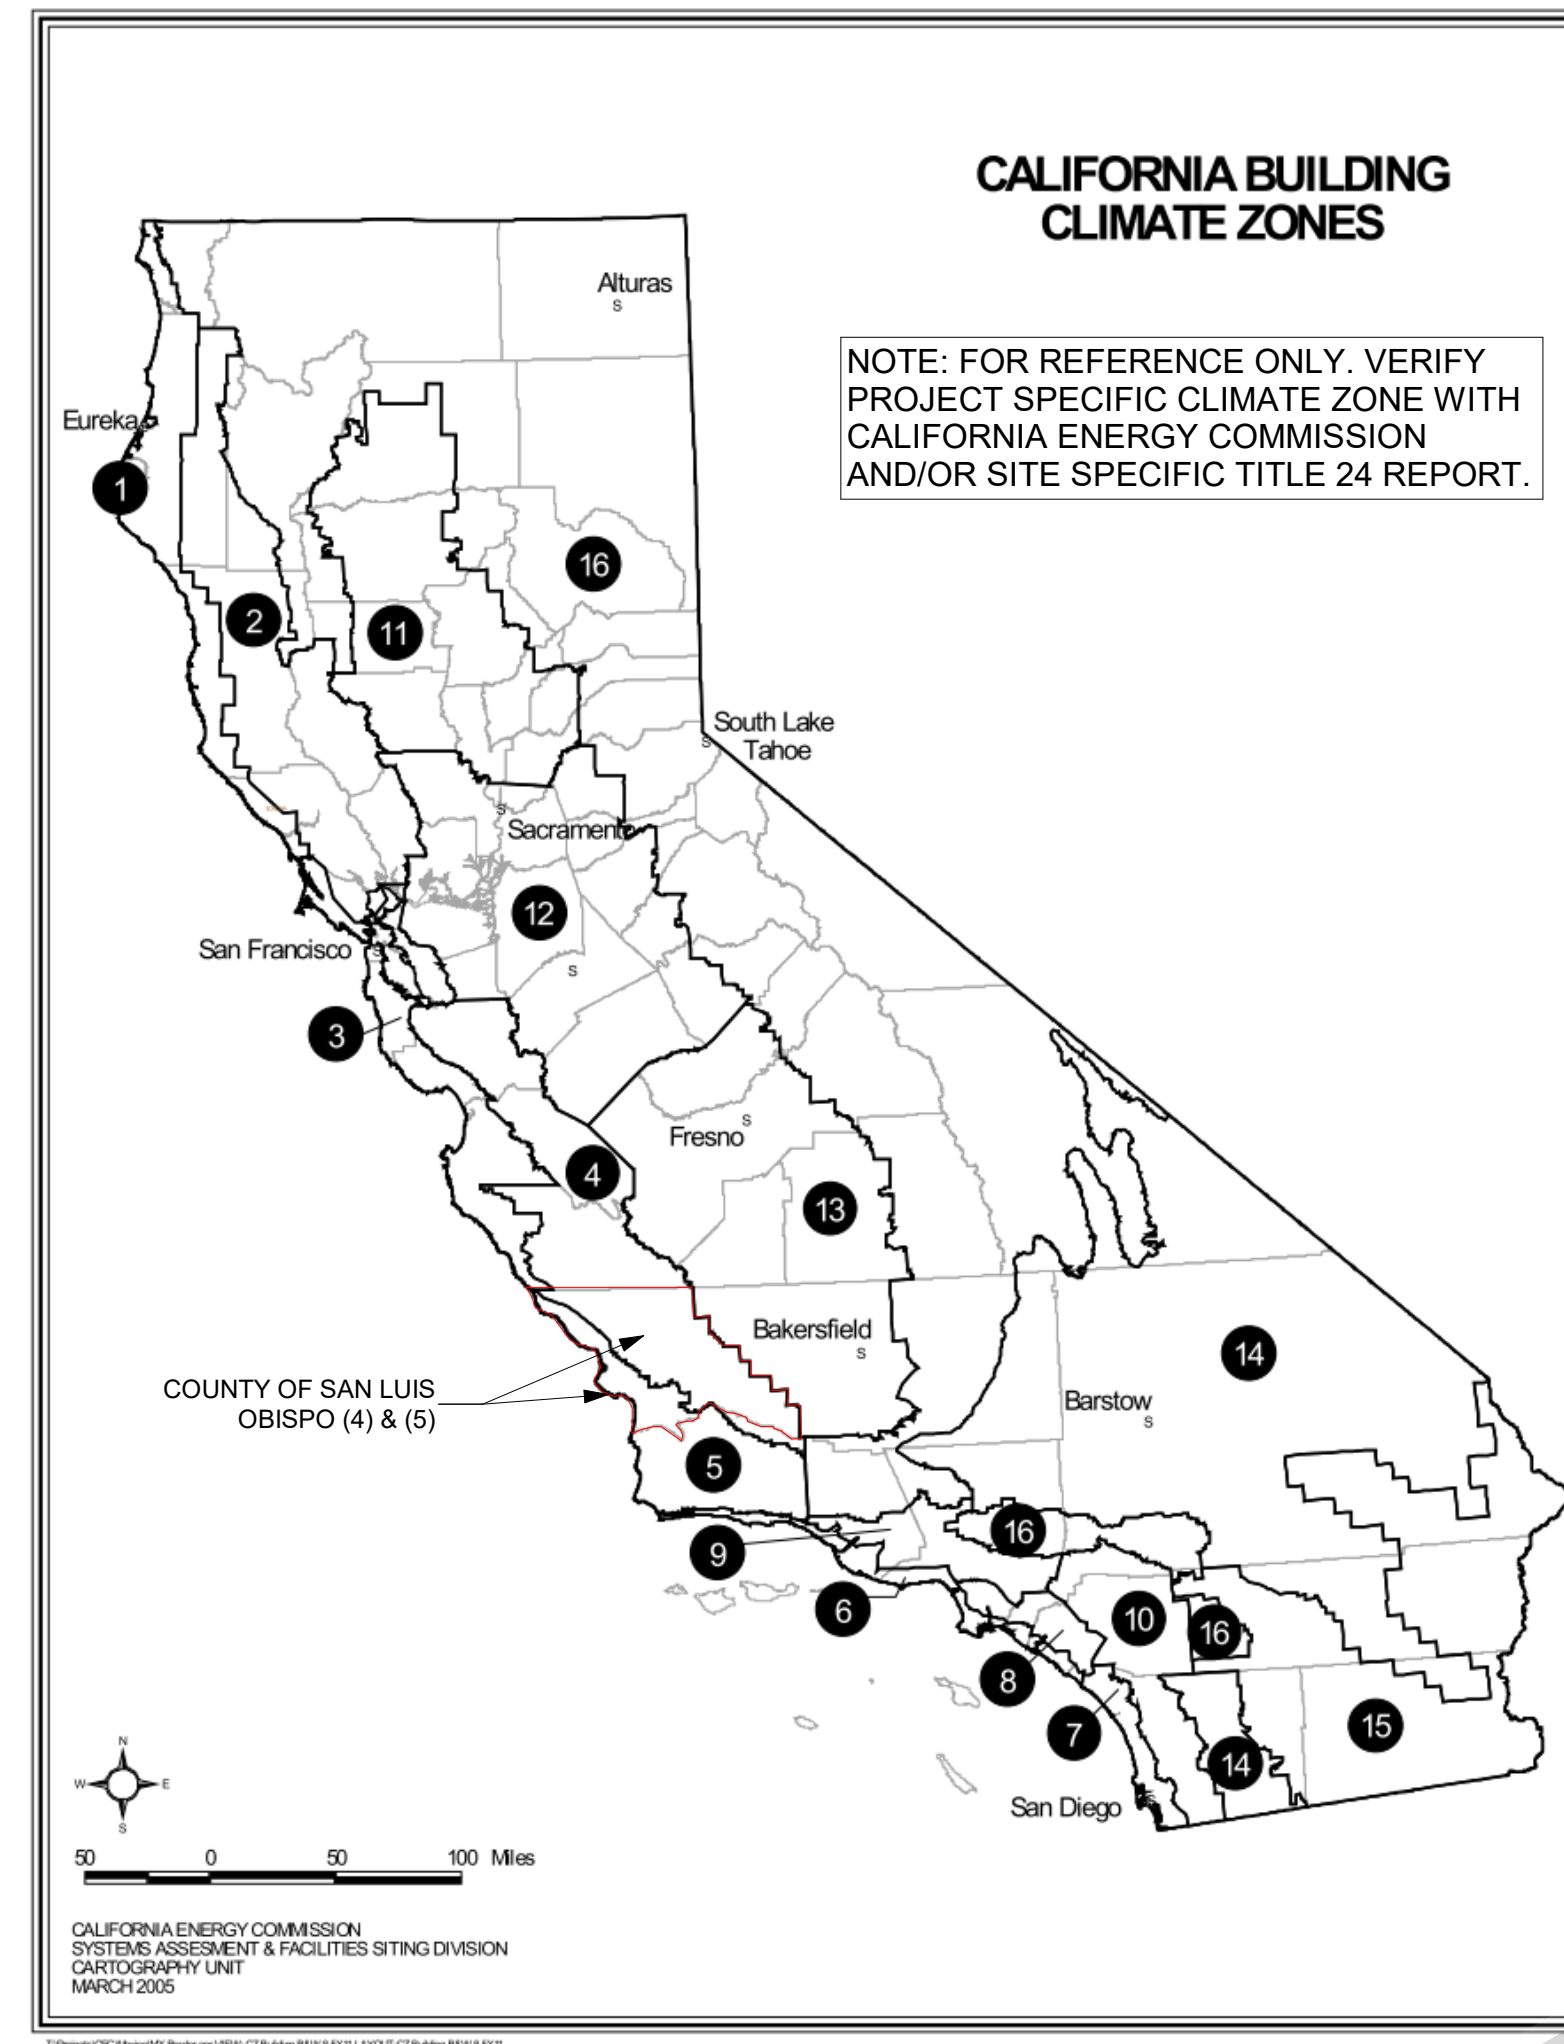 CALIFORNIA BUILDING
CLIMATE ZONES
Alturas
S
NOTE: FOR REFERENCE ONLY. VERIFY
PROJECT SPECIFIC CLIMATE ZONE WITH
CALIFORNIA ENERGY COMMISSION
AND/OR SITE SPECIFIC TITLE 24 REPORT.
Eureka
1
16
2
11
South Lake
Tahoe
S
S
Sacramento
12
San Francisco
S
S
3
Fresno
S
4
13
Bakersfield
S
14
COUNTY OF SAN LUIS
OBISPO (4) & (5)
Barstow
S
5
16
9
6
10
16
8
7
15
14
San Diego
S
N
W
E
S
50 0 50 100 Miles
CALIFORNIA ENERGY COMMISSION
SYSTEMS ASSESMENT & FACILITIES SITING DIVISION
CARTOGRAPHY UNIT
MARCH 2005